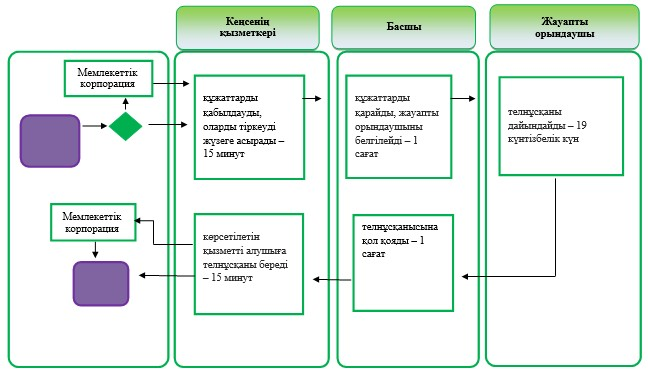 Кеңсенің
қызметкері
Басшы
Жауапты
орындаушы
Мемлекеттік
корпорация
құжаттарды
қабылдауды,
оларды тіркеуді
жүзеге асырады –
15 минут
құжаттарды
қарайды, жауапты
орындаушыны
белгілейді – 1
сағат
телнұсқаны
дайындайды – 19
күнтізбелік күн
Мемлекеттік
корпорация
көрсетілетін
қызметті алушыға
телнұсқаны береді
– 15 минут
телнұсқанысына
қол қояды – 1
сағат